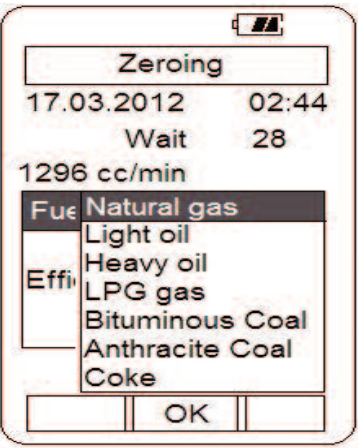 Zeroing
17.03.2012 02:44
Wait 28
1296 cc/min
Fue Natural gas
Light oil
Effi Heavy oil
LPG gas
Bituminous Coal
Anthracite Coal
Coke
OK